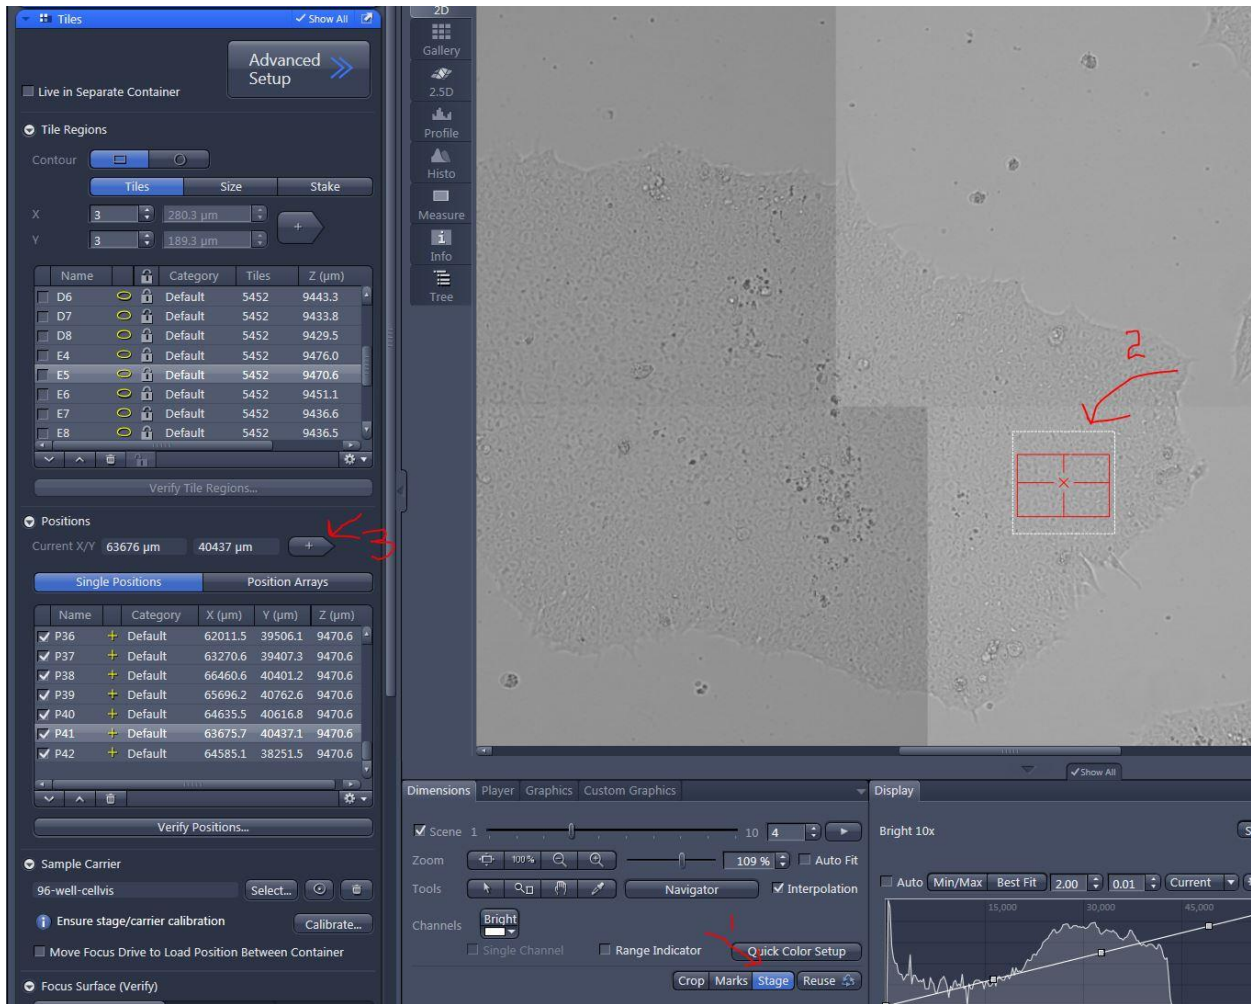 Tiles
Show All
Advanced
Setup
Live in Separate Container
Tile Regions
Contour
Tiles Size Stake
X 3 280.3 µm
+
Y 3 189.3 µm
Name Category Tiles Z (µm)
D6 Default 5452 9443.3
D7 Default 5452 9433.8
D8 Default 5452 9429.5
E4 Default 5452 9476.0
E5 Default 5452 9470.6
E6 Default 5452 9451.1
E7 Default 5452 9436.6
E8 Default 5452 9436.5
Verify Tile Regions...
Positions
Current X/Y 63676 µm 40437 µm +
3
Single Positions Position Arrays
Name Category X (µm) Y (µm) Z (µm)
P36 Default 62011.5 39506.1 9470.6
P37 Default 63270.6 39407.3 9470.6
P38 Default 66460.6 40401.2 9470.6
P39 Default 65696.2 40762.6 9470.6
P40 Default 64635.5 40616.8 9470.6
P41 Default 63675.7 40437.1 9470.6
P42 Default 64585.1 38251.5 9470.6
Verify Positions...
Sample Carrier
96-well-cellvis Select...
Ensure stage/carrier calibration Calibrate...
Move Focus Drive to Load Position Between Container
Focus Surface (Verify)
2D
Gallery
2.5D
Profile
Histo
Measure
Info
Tree
2
Show All
Dimensions Player Graphics Custom Graphics
Scene 1 10 4
Zoom 100% 109 % Auto Fit
Tools Navigator Interpolation
Channels Bright
Single Channel Range Indicator Quick Color Setup
1
Crop Marks Stage Reuse
Display
Bright 10x
Auto Min/Max Best Fit 2.00 0.01 Current
15,000 30,000 45,000